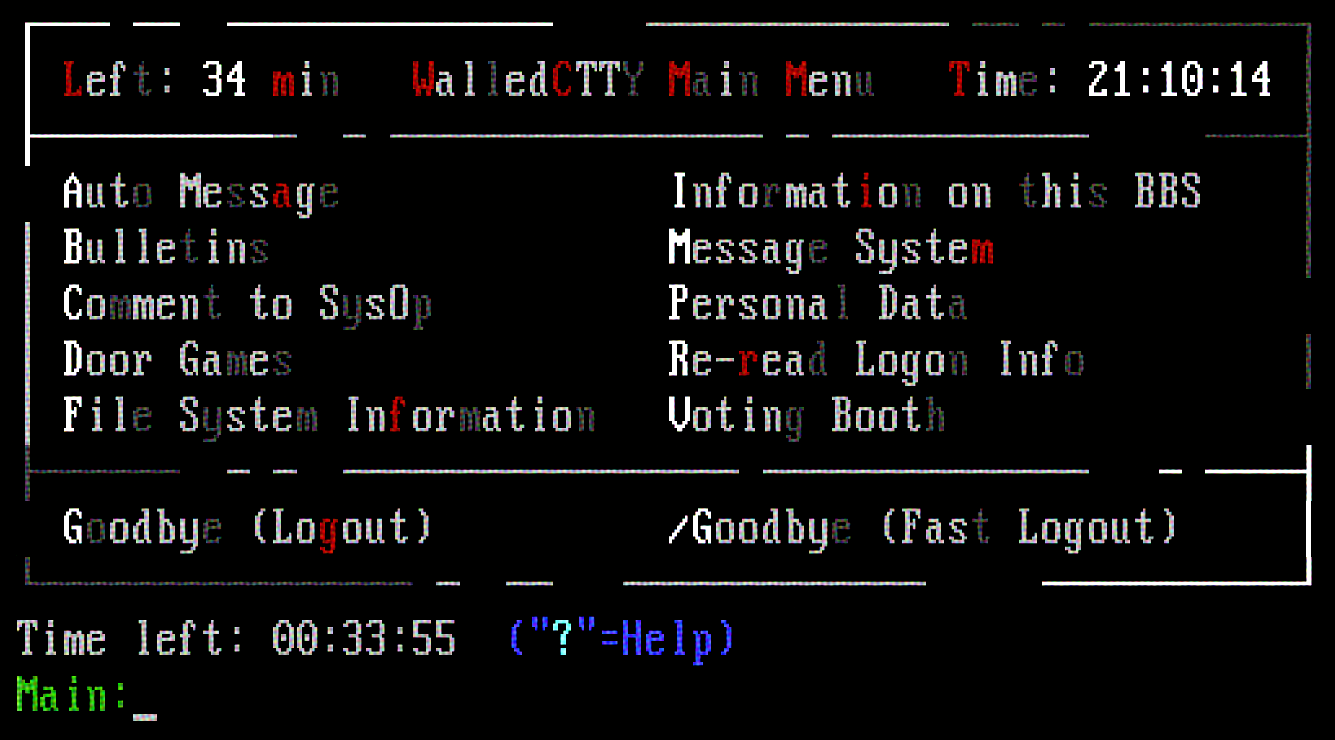 Left: 34 min WalledCTTY Main Menu Time: 21:10:14
Auto Message Information on this BBS
Bulletins Message System
Comment to SysOp Personal Data
Door Games Re-read Logon Info
File System Information Voting Booth
Goodbye (Logout) /Goodbye (Fast Logout)
Time left: 00:33:55 ("?"=Help)
Main:_